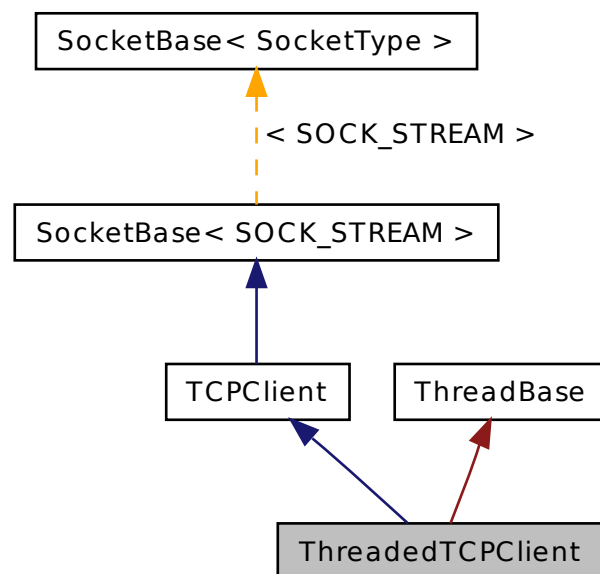 SocketBase< SocketType >
< SOCK_STREAM >
SocketBase< SOCK_STREAM >
TCPClient
ThreadBase
ThreadedTCPClient